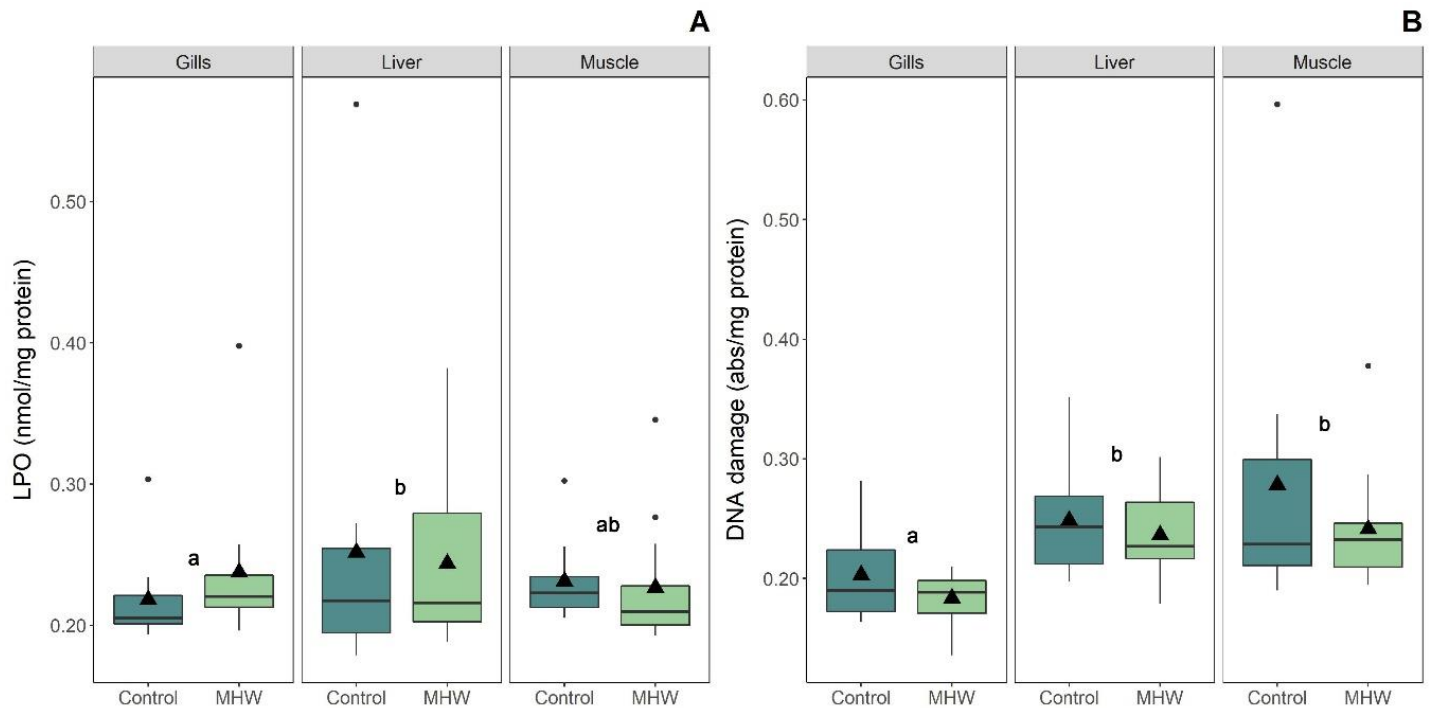 A
Gills Liver Muscle
LPO (nmol/mg protein)
0.50
0.40
0.30
0.20
a
b
ab
Control MHW Control MHW Control MHW
B
Gills Liver Muscle
DNA damage (abs/mg protein)
0.60
0.50
0.40
0.30
0.20
a
b
b
Control MHW Control MHW Control MHW